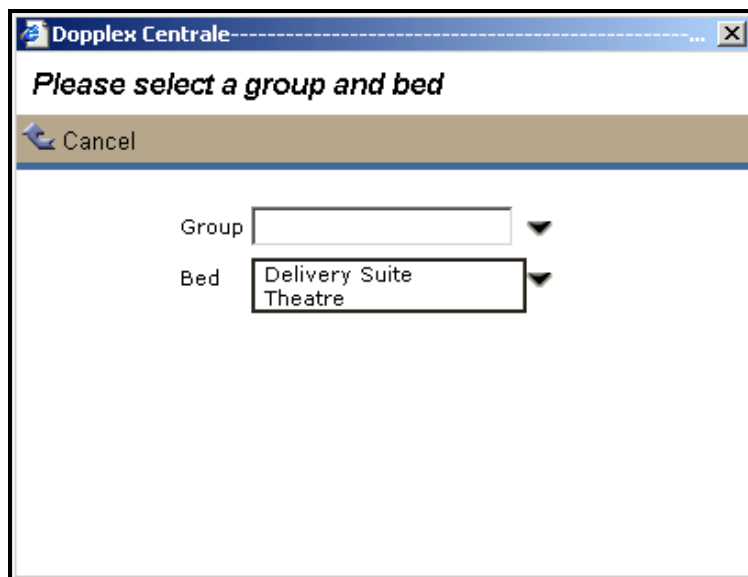 Dopplex Centrale--------------------------------------------------...
Please select a group and bed
Cancel
Group
Bed
Delivery Suite
Theatre